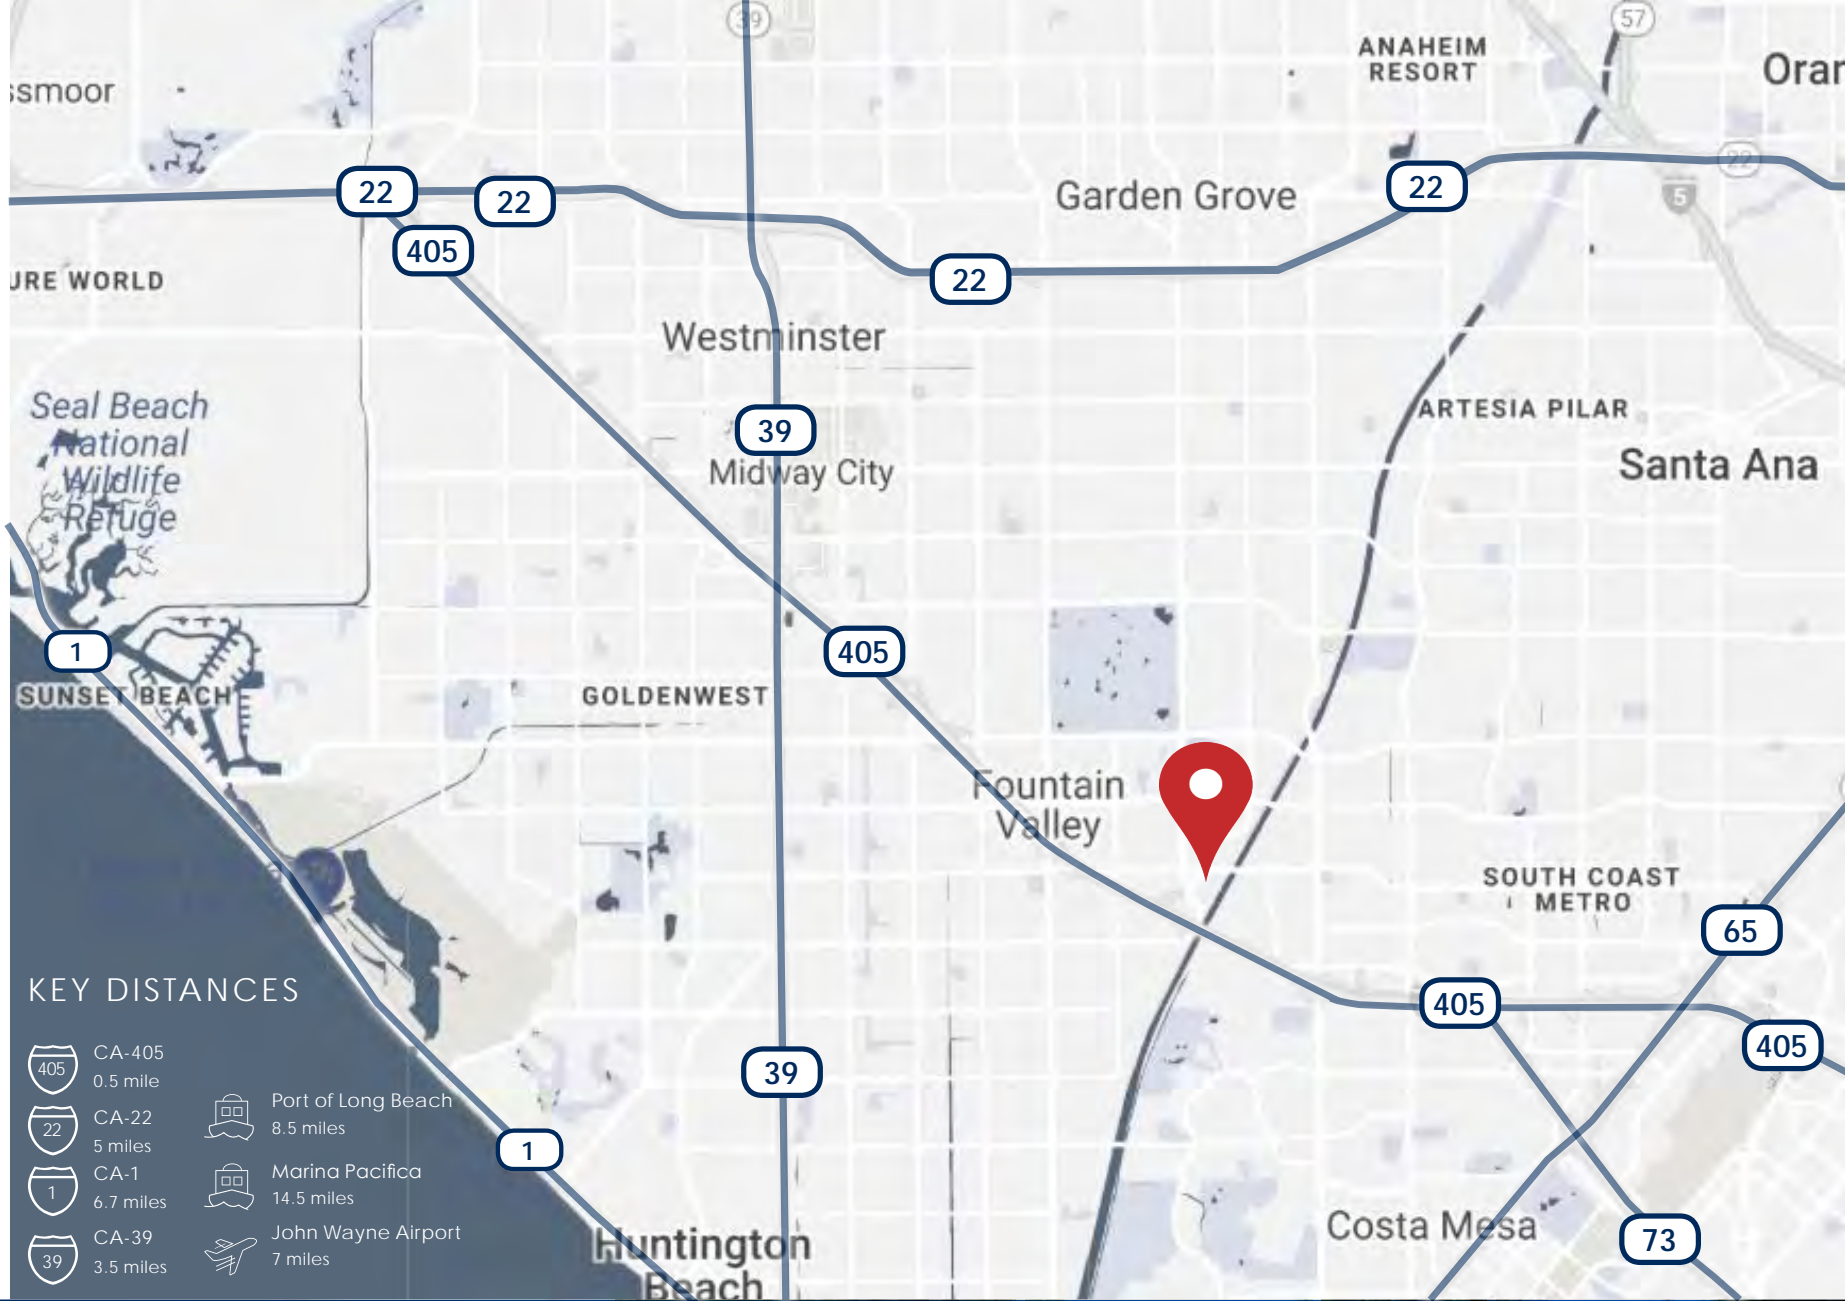 39
57
ANAHEIM
RESORT
Oran
ssmoor
22
22
22
22
5
Garden Grove
405
URE WORLD
22
Westminster
Seal Beach
National
Wildlife
Refuge
39
Midway City
ARTESIA PILAR
Santa Ana
1
405
SUNSET BEACH
GOLDENWEST
Fountain
Valley
SOUTH COAST
METRO
65
405
405
KEY DISTANCES
405
CA-405
0.5 mile
22
CA-22
5 miles
1
CA-1
6.7 miles
39
CA-39
3.5 miles
Port of Long Beach
8.5 miles
Marina Pacifica
14.5 miles
John Wayne Airport
7 miles
39
1
Huntington
Beach
Costa Mesa
73